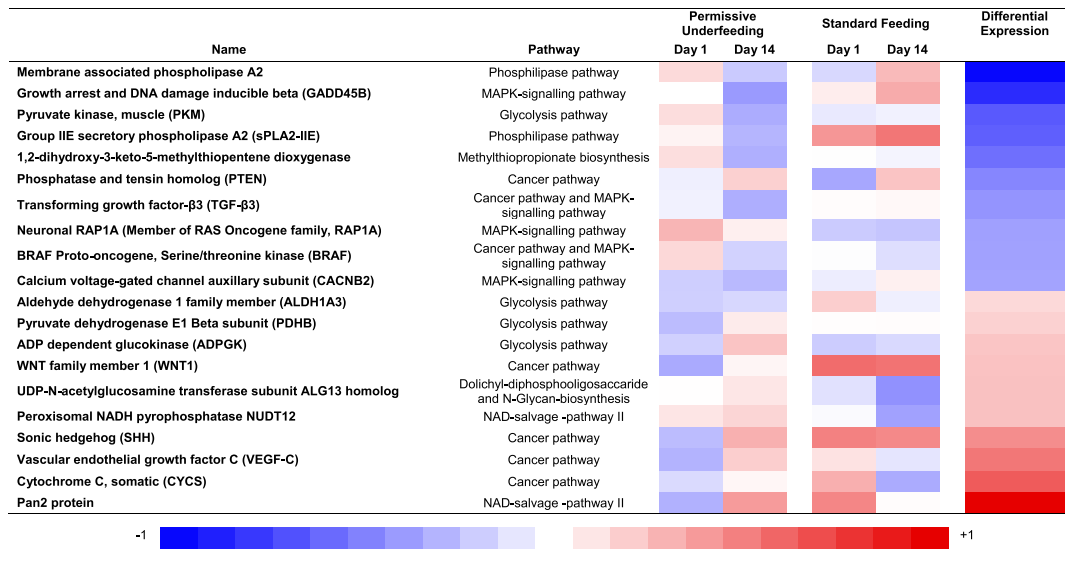 Permissive Underfeeding Standard Feeding Differential Expression
Name Pathway Day 1 Day 14 Day 1 Day 14
Membrane associated phospholipase A2 Phosphilipase pathway
Growth arrest and DNA damage inducible beta (GADD45B) MAPK-signalling pathway
Pyruvate kinase, muscle (PKM) Glycolysis pathway
Group IIE secretory phospholipase A2 (sPLA2-IIE) Phosphilipase pathway
1,2-dihydroxy-3-keto-5-methylthiopentene dioxygenase Methylthiopropionate biosynthesis
Phosphatase and tensin homolog (PTEN) Cancer pathway
Transforming growth factor-β3 (TGF-β3) Cancer pathway and MAPK-
signalling pathway
Neuronal RAP1A (Member of RAS Oncogene family, RAP1A) MAPK-signalling pathway
BRAF Proto-oncogene, Serine/threonine kinase (BRAF) Cancer pathway and MAPK-
signalling pathway
Calcium voltage-gated channel auxiliary subunit (CACNB2) MAPK-signalling pathway
Aldehyde dehydrogenase 1 family member (ALDH1A3) Glycolysis pathway
Pyruvate dehydrogenase E1 Beta subunit (PDHB) Glycolysis pathway
ADP dependent glucokinase (ADPGK) Glycolysis pathway
WNT family member 1 (WNT1) Cancer pathway
UDP-N-acetylglucosamine transferase subunit ALG13 homolog Dolichyl-diphosphooligosaccaride
and N-Glycan-biosynthesis
Peroxisomal NADH pyrophosphatase NUDT12 NAD-salvage -pathway II
Sonic hedgehog (SHH) Cancer pathway
Vascular endothelial growth factor C (VEGF-C) Cancer pathway
Cytochrome C, somatic (CYCS) Cancer pathway
Pan2 protein NAD-salvage -pathway II
-1 +1